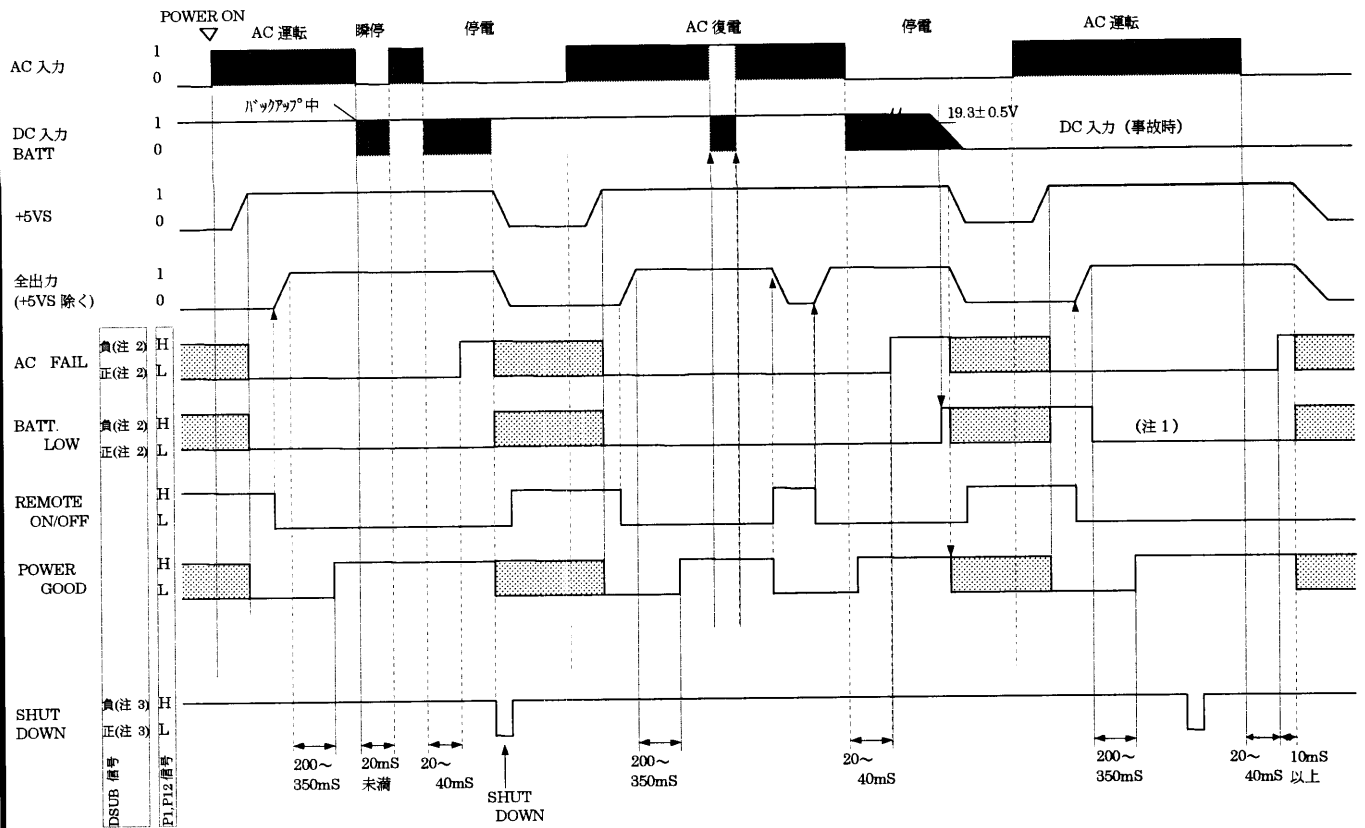 POWER ON
AC 運転
瞬停
停電
AC 復電
停電
AC 運転
AC 入力
1
0
バックアップ中
19.3±0.5V
DC 入力
BATT
1
0
DC 入力（事故時）
+5VS
1
0
全出力
(+5VS 除く)
1
0
AC FAIL
負(注 2) H
正(注 2) L
BATT.
LOW
負(注 2) H
正(注 2) L
(注 1)
REMOTE
ON/OFF
H
L
POWER
GOOD
H
L
SHUT
DOWN
負(注 3) H
正(注 3) L
DSUB 信号
P1,P12 信号
200～
350mS
20mS
未満
20～
40mS
SHUT
DOWN
200～
350mS
20～
40mS
200～
350mS
20～
40mS
10mS
以上